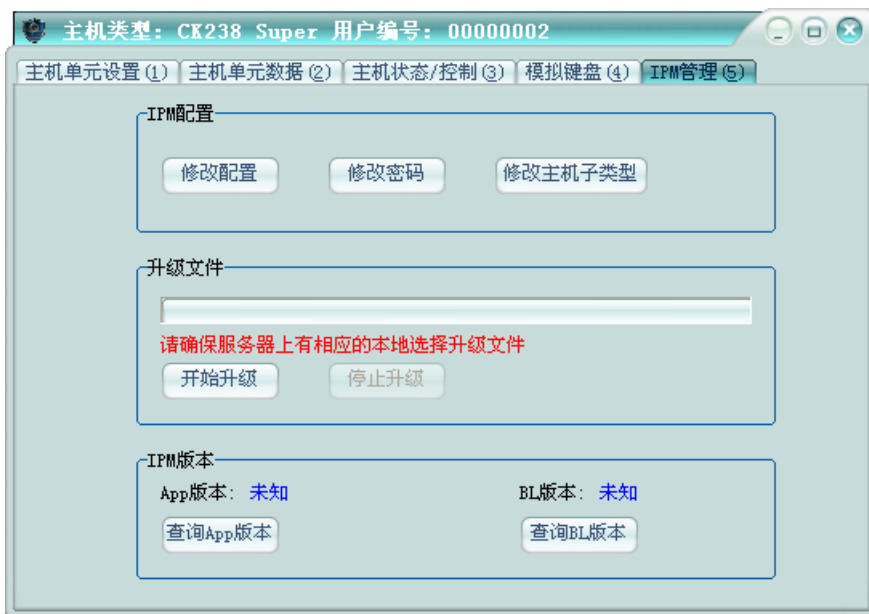 主机类型: CK238 Super 用户编号: 00000002
主机单元设置(1) 主机单元数据(2) 主机状态/控制(3) 模拟键盘(4) IPM管理(5)
IPM配置
修改配置 修改密码 修改主机子类型
升级文件
请确保服务器上有相应的本地选择升级文件
开始升级 停止升级
IPM版本
App版本: 未知 BL版本: 未知
查询App版本 查询BL版本